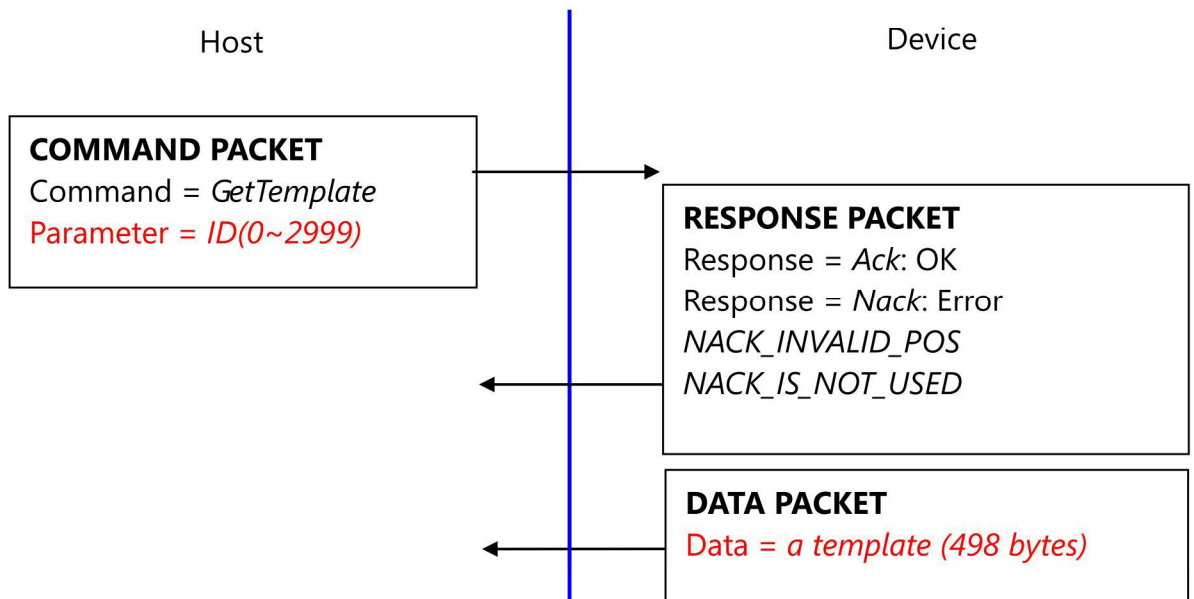 Host
Device
COMMAND PACKET
Command = GetTemplate
Parameter = ID(0~2999)
RESPONSE PACKET
Response = Ack: OK
Response = Nack: Error
NACK_INVALID_POS
NACK_IS_NOT_USED
DATA PACKET
Data = a template (498 bytes)